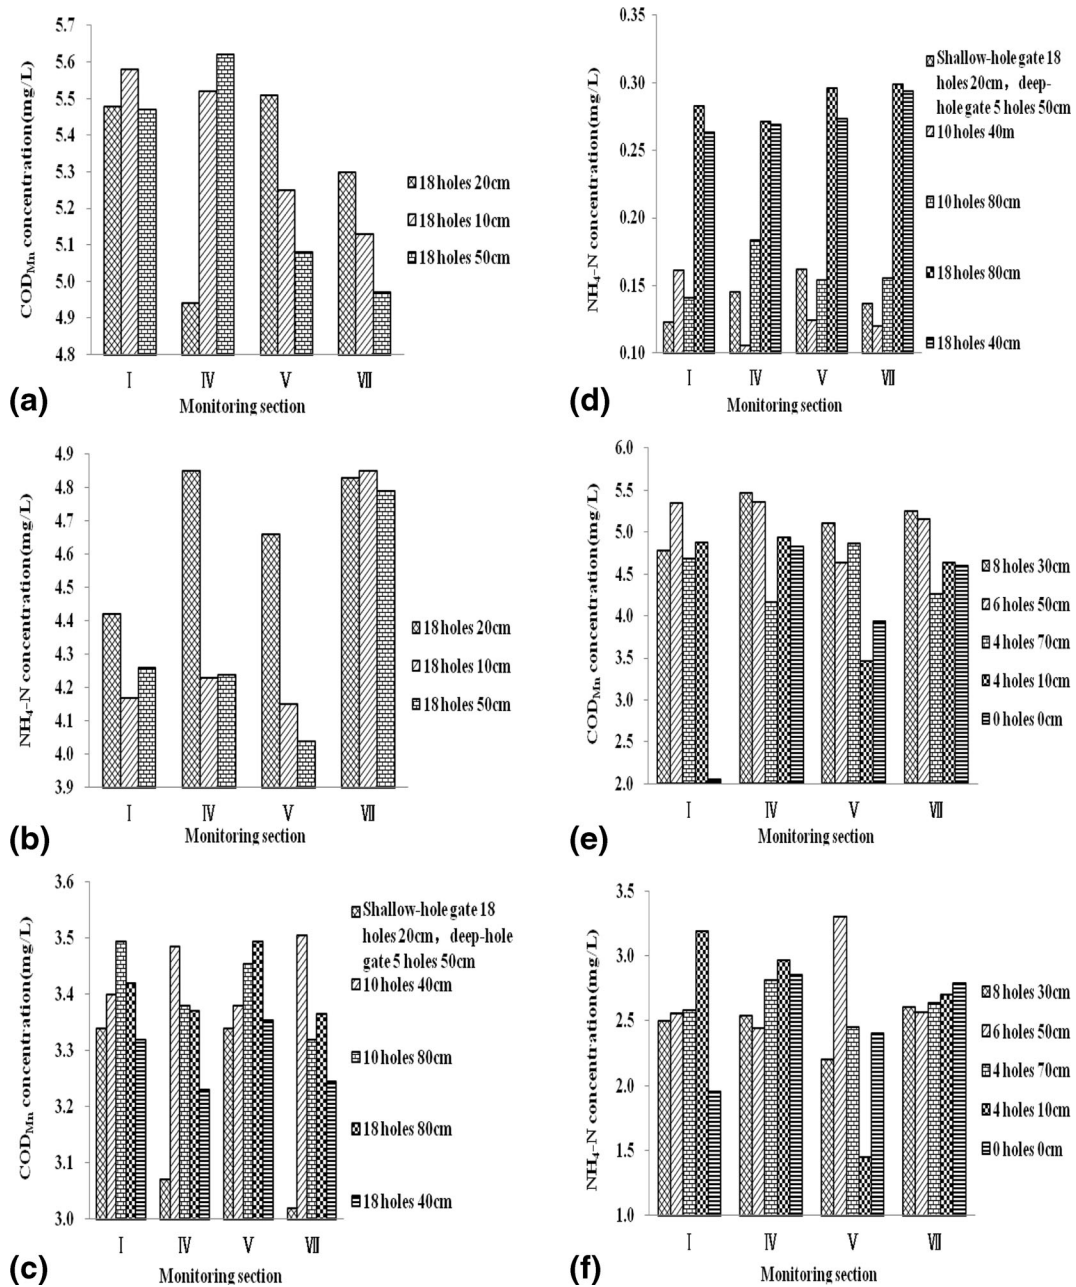 5.7
5.6
5.5
5.4
5.3
5.2
5.1
5.0
4.9
4.8
COD_Mn concentration(mg/L)
18 holes 20cm
18 holes 10cm
18 holes 50cm
I IV V VII
Monitoring section
(a)
0.35
0.30
0.25
0.20
0.15
0.10
NH4-N concentration(mg/L)
Shallow-hole gate 18
holes 20cm, deep-
hole gate 5 holes 50cm
10 holes 40m
10 holes 80cm
18 holes 80cm
18 holes 40cm
I IV V VII
Monitoring section
(d)
4.9
4.8
4.7
4.6
4.5
4.4
4.3
4.2
4.1
4.0
3.9
NH4-N concentration(mg/L)
18 holes 20cm
18 holes 10cm
18 holes 50cm
I IV V VII
Monitoring section
(b)
6.0
5.5
5.0
4.5
4.0
3.5
3.0
2.5
2.0
COD_Mn concentration(mg/L)
8 holes 30cm
6 holes 50cm
4 holes 70cm
4 holes 10cm
0 holes 0cm
I IV V VII
Monitoring section
(e)
3.6
3.5
3.4
3.3
3.2
3.1
3.0
COD_Mn concentration(mg/L)
Shallow-hole gate 18
holes 20cm, deep-hole
gate 5 holes 50cm
10 holes 40cm
10 holes 80cm
18 holes 80cm
18 holes 40cm
I IV V VII
Monitoring section
(c)
3.5
3.0
2.5
2.0
1.5
1.0
NH4-N concentration(mg/L)
8 holes 30cm
6 holes 50cm
4 holes 70cm
4 holes 10cm
0 holes 0cm
I IV V VII
Monitoring section
(f)